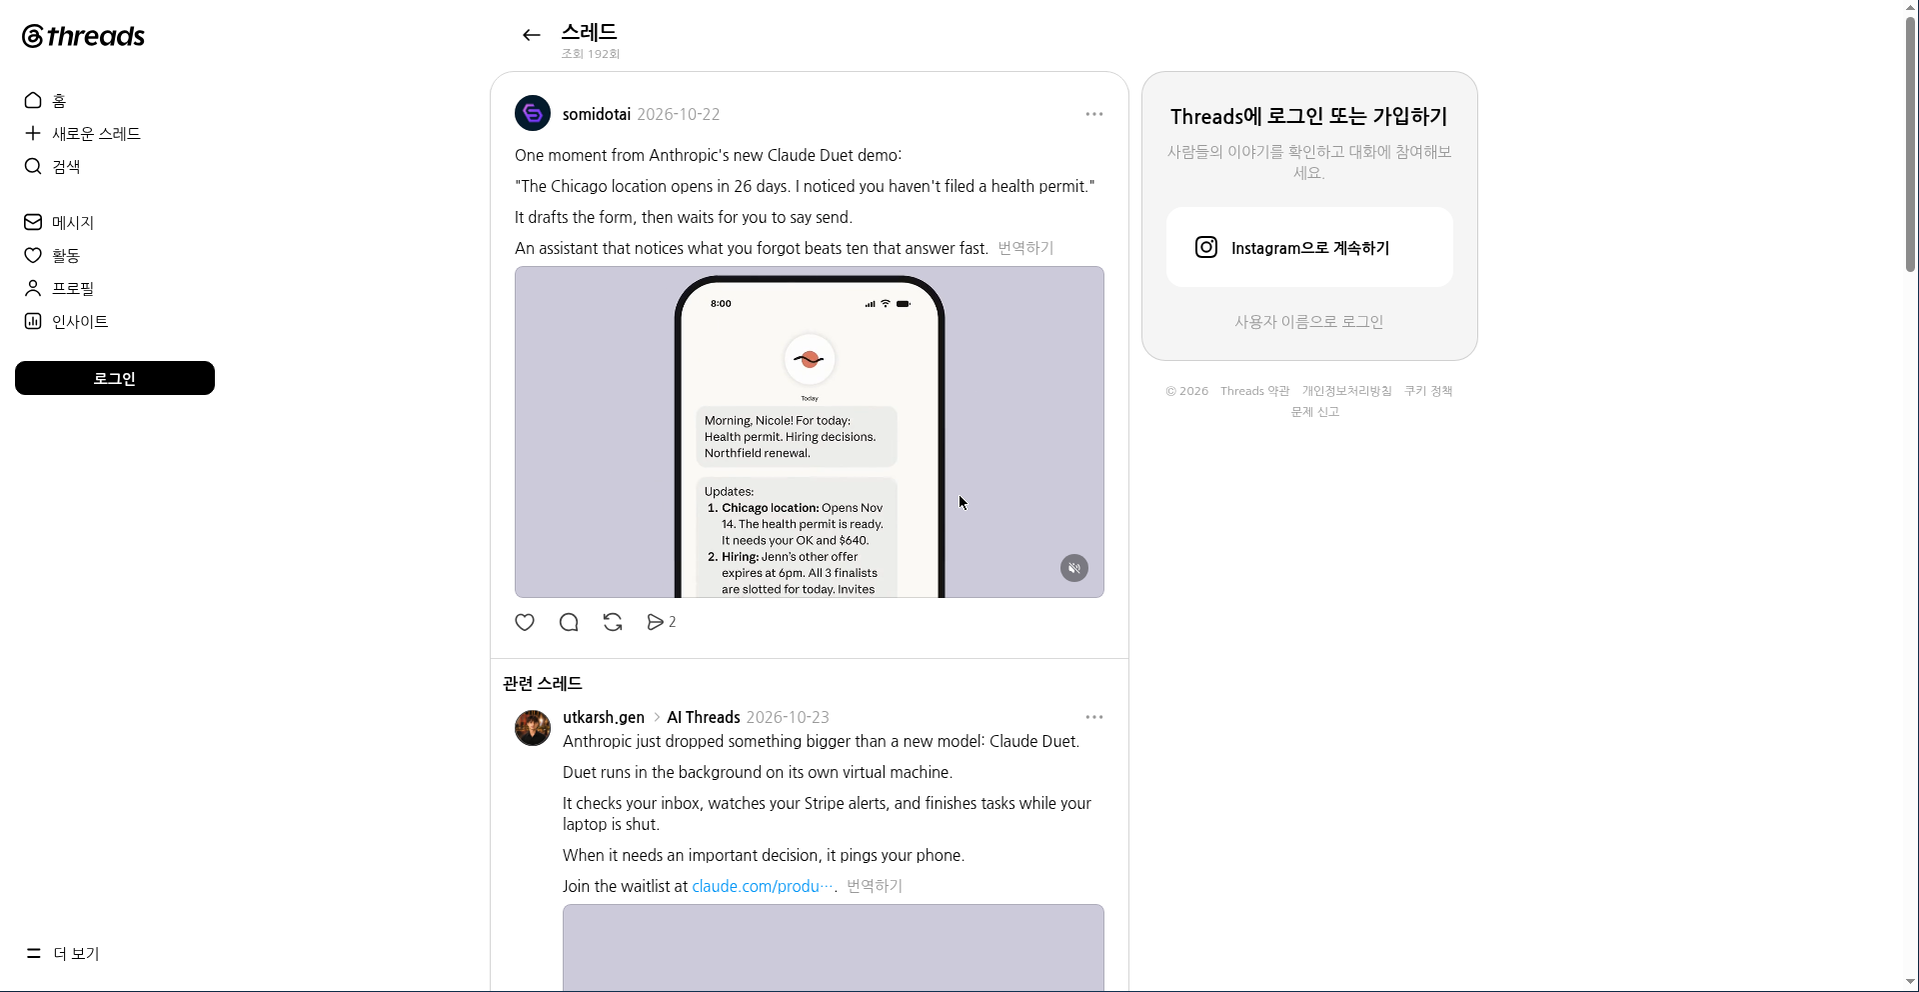 threads
홈
새로운 스레드
검색
메시지
활동
프로필
인사이트
로그인
더 보기
스레드
조회 192회
somidotai 2026-10-22
One moment from Anthropic's new Claude Duet demo:
"The Chicago location opens in 26 days. I noticed you haven't filed a health permit."
It drafts the form, then waits for you to say send.
An assistant that notices what you forgot beats ten that answer fast. 번역하기
8:00
Today
Morning, Nicole! For today:
Health permit. Hiring decisions.
Northfield renewal.
Updates:
1. Chicago location: Opens Nov
14. The health permit is ready.
It needs your OK and $640.
2. Hiring: Jenn's other offer
expires at 6pm. All 3 finalists
are slotted for today. Invites
2
관련 스레드
utkarsh.gen > AI Threads 2026-10-23
Anthropic just dropped something bigger than a new model: Claude Duet.
Duet runs in the background on its own virtual machine.
It checks your inbox, watches your Stripe alerts, and finishes tasks while your
laptop is shut.
When it needs an important decision, it pings your phone.
Join the waitlist at claude.com/produ… . 번역하기
Threads에 로그인 또는 가입하기
사람들의 이야기를 확인하고 대화에 참여해보
세요.
Instagram으로 계속하기
사용자 이름으로 로그인
© 2026 Threads 약관 개인정보처리방침 쿠키 정책
문제 신고